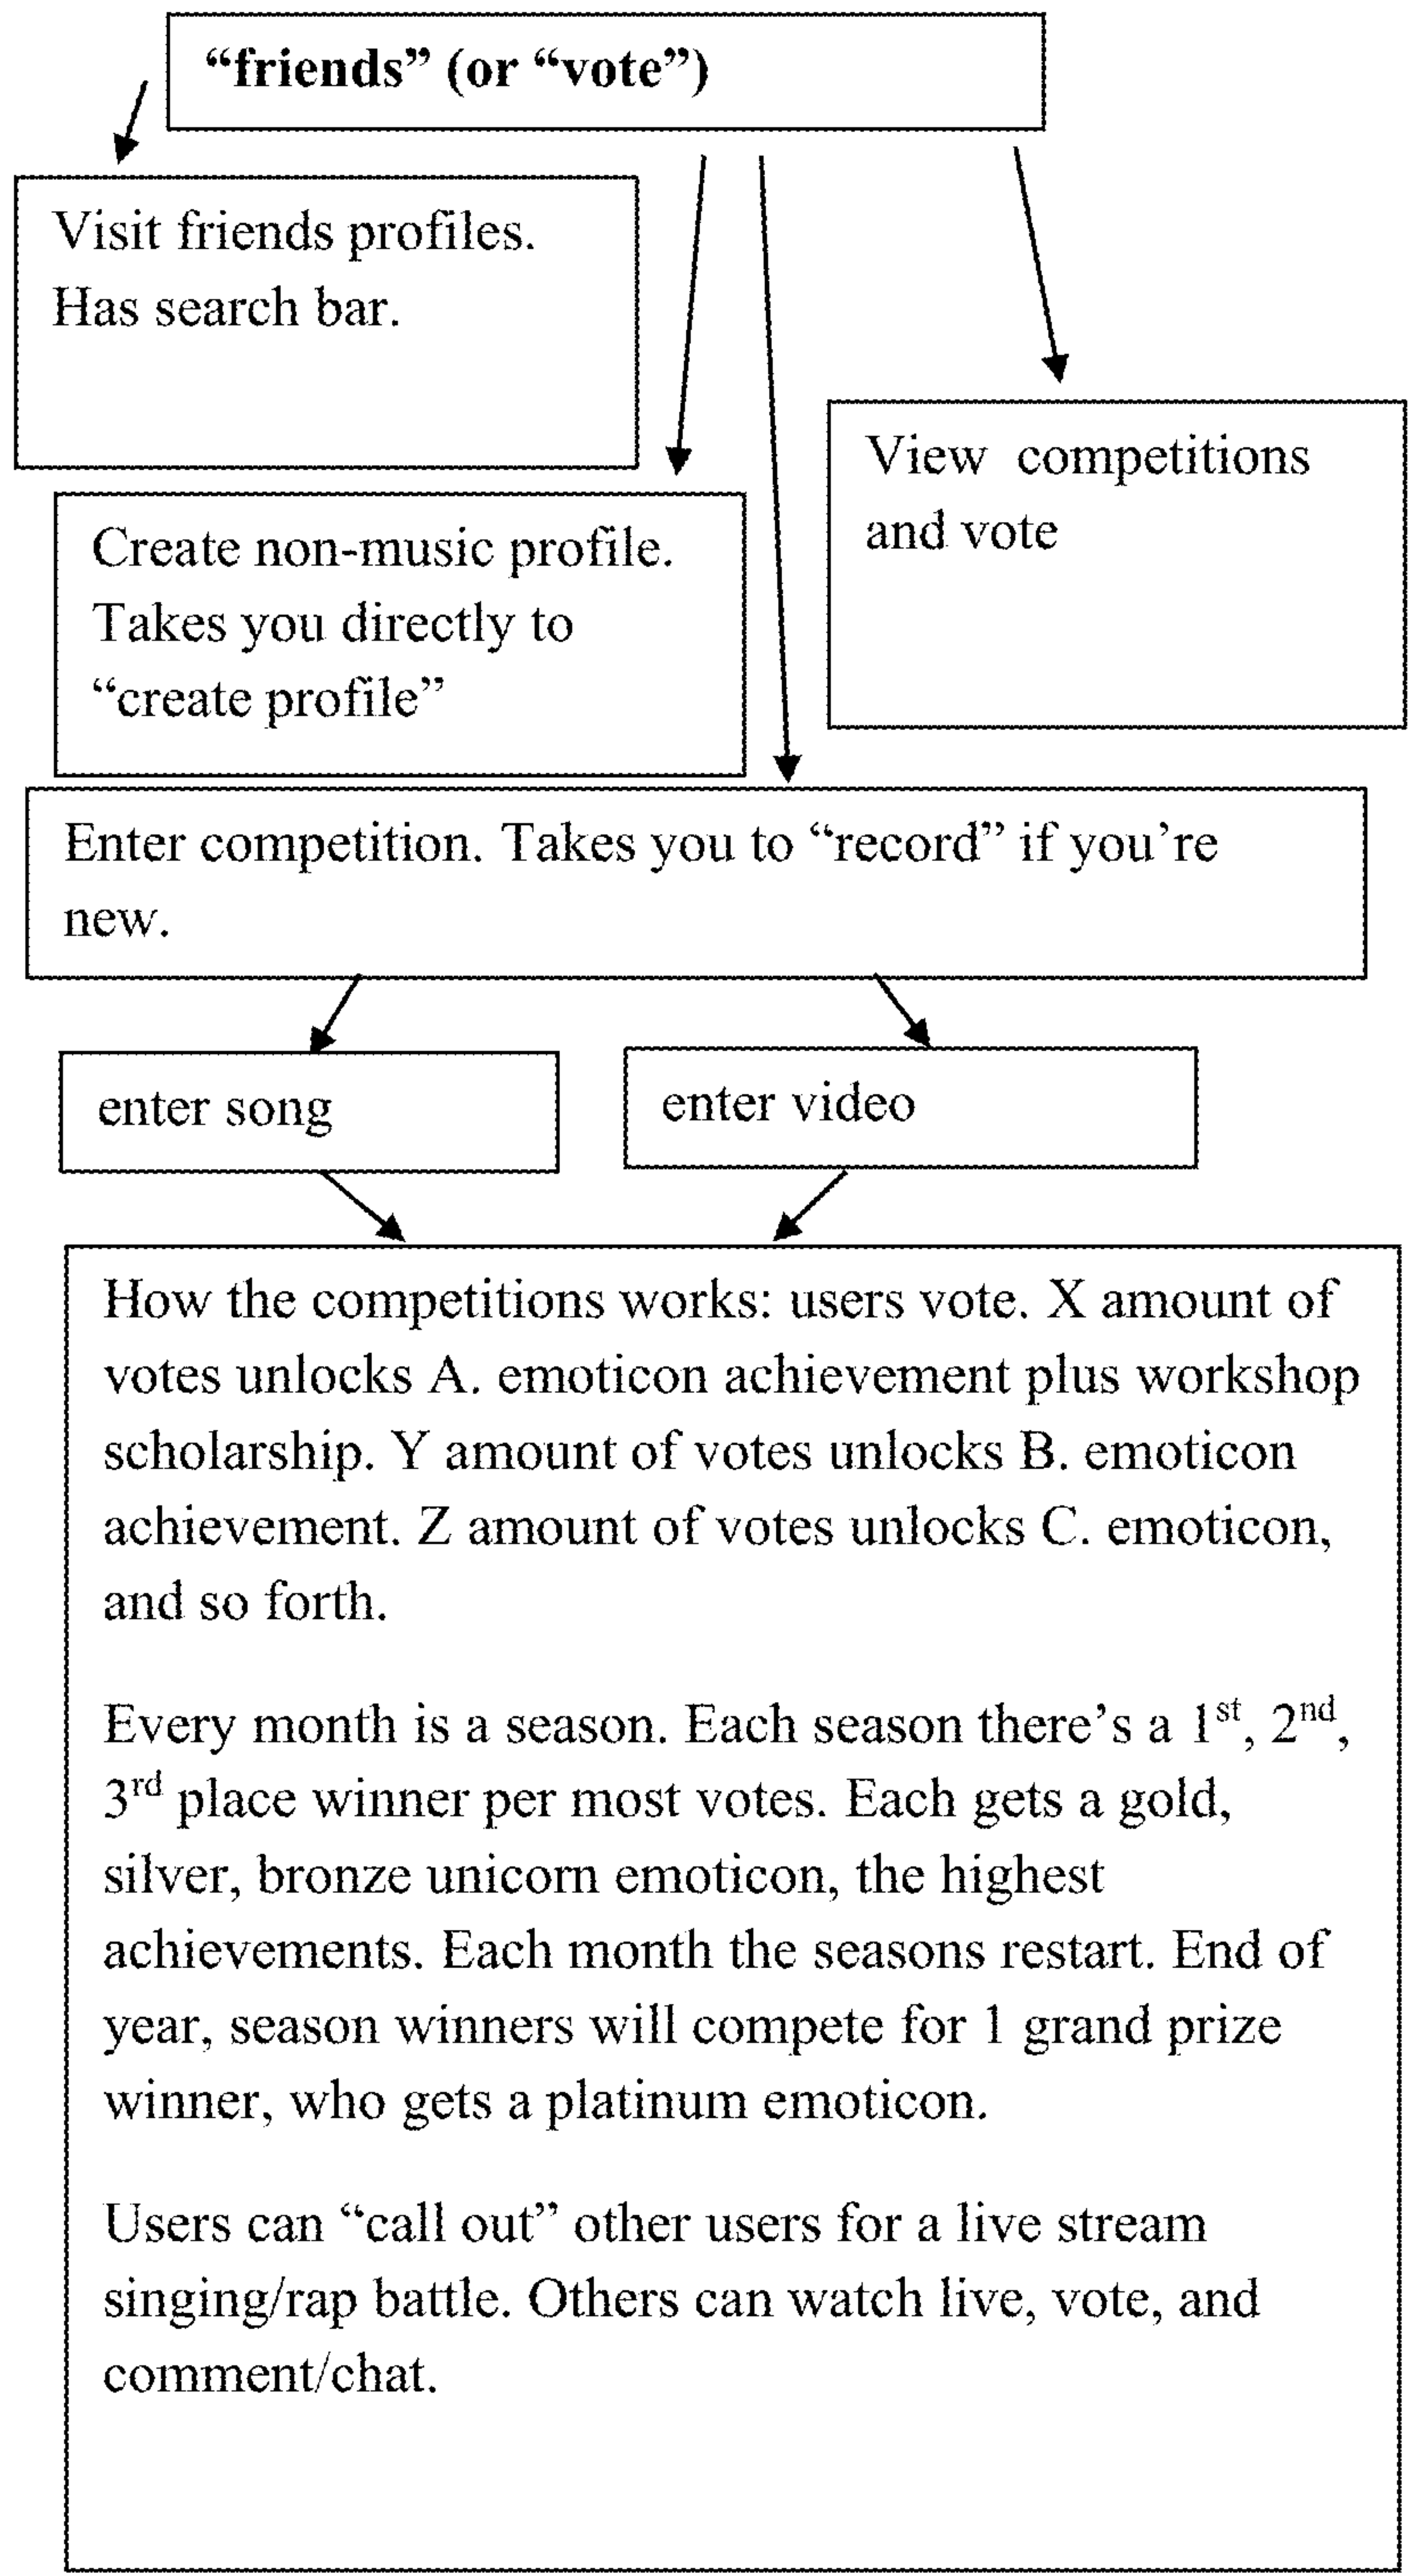 “friends” (or “vote”)
Visit friends profiles.
Has search bar.
View competitions
and vote
Create non-music profile.
Takes you directly to
“create profile”
Enter competition. Takes you to “record” if you’re
new.
enter song
enter video
How the competitions works: users vote. X amount of
votes unlocks A. emoticon achievement plus workshop
scholarship. Y amount of votes unlocks B. emoticon
achievement. Z amount of votes unlocks C. emoticon,
and so forth.
Every month is a season. Each season there’s a 1st, 2nd,
3rd place winner per most votes. Each gets a gold,
silver, bronze unicorn emoticon, the highest
achievements. Each month the seasons restart. End of
year, season winners will compete for 1 grand prize
winner, who gets a platinum emoticon.
Users can “call out” other users for a live stream
singing/rap battle. Others can watch live, vote, and
comment/chat.